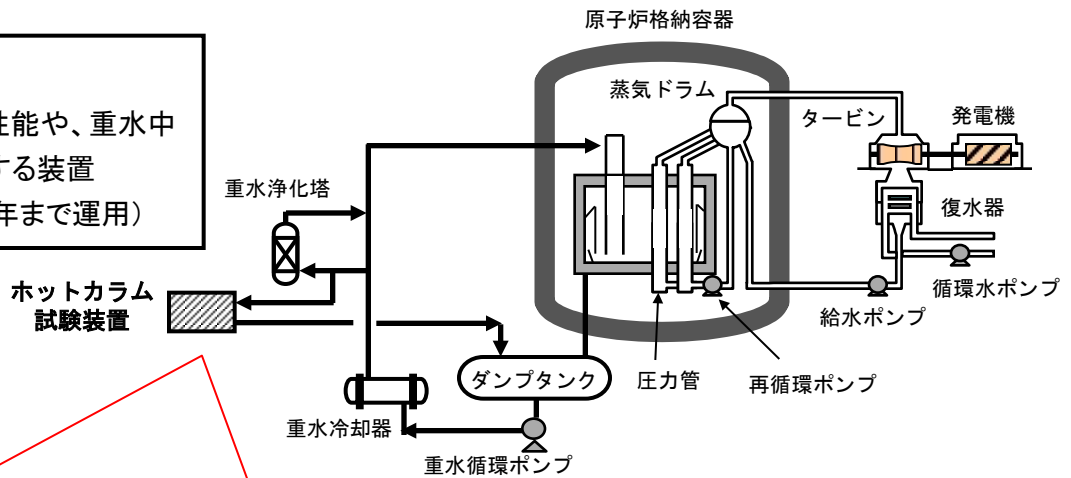 性能や、重水中
する装置
年まで運用）
原子炉格納容器
蒸気ドラム
タービン
発電機
重水浄化塔
復水器
ホットカラム
試験装置
循環水ポンプ
給水ポンプ
ダンプタンク
圧力管
再循環ポンプ
重水冷却器
重水循環ポンプ